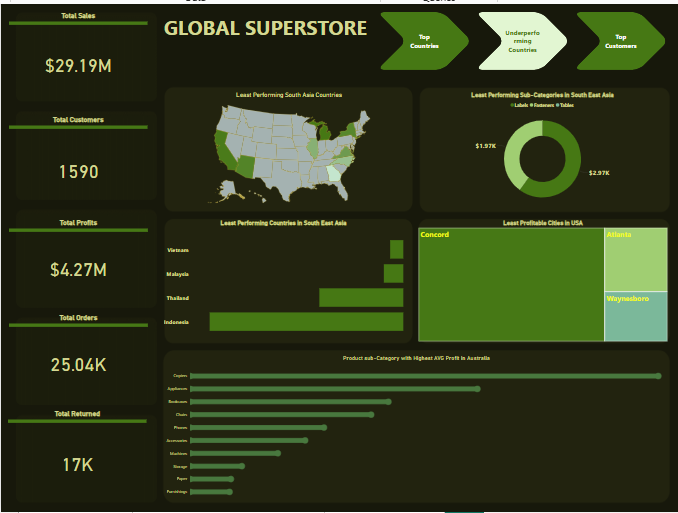 Total Sales
$29.19M
Total Customers
1590
Total Profits
$4.27M
Total Orders
25.04K
Total Returned
17K
GLOBAL SUPERSTORE
Top
Countries
Underperfo
rming
Countries
Top
Customers
Least Performing South Asia Countries
Least Performing Sub-Categories in South East Asia
Labels Fasteners Tables
$1.97K
$2.97K
Least Performing Countries in South East Asia
Vietnam
Malaysia
Thailand
Indonesia
Least Profitable Cities in USA
Concord
Atlanta
Waynesboro
Product sub-Category with Highest AVG Profit in Australia
Copiers
Appliances
Bookcases
Chairs
Phones
Accessories
Machines
Storage
Paper
Furnishings